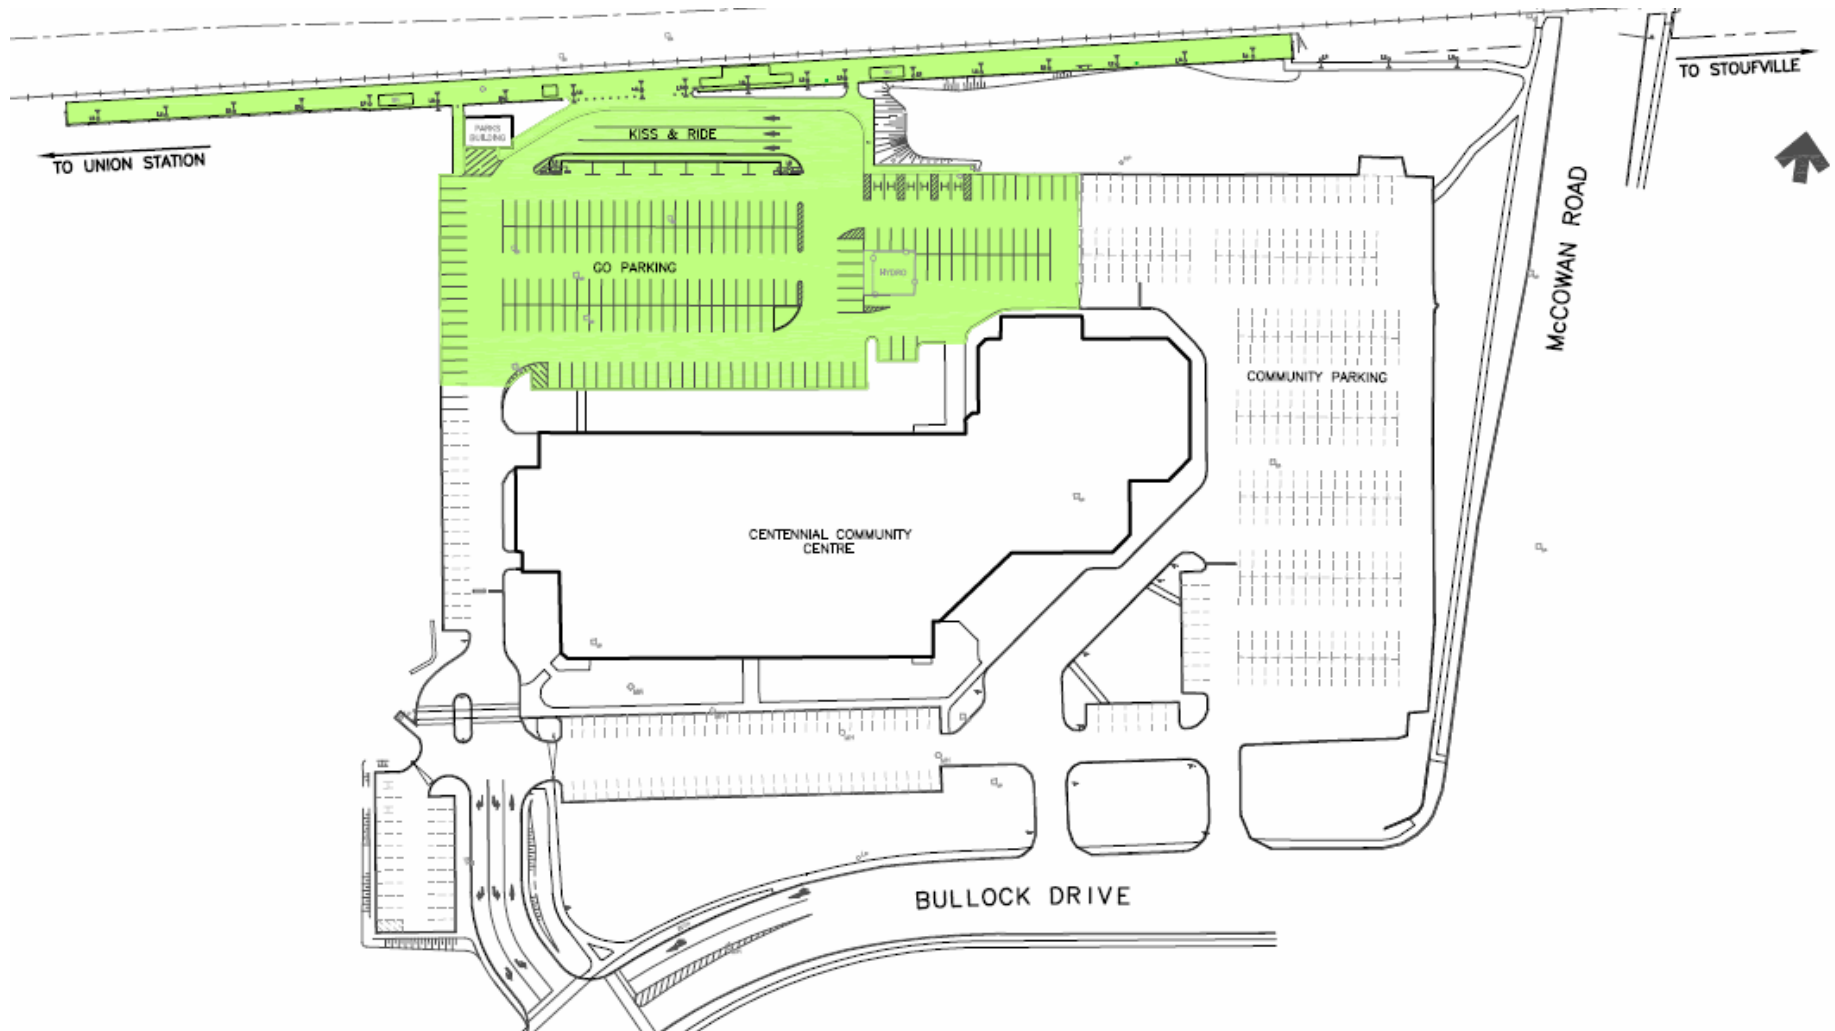 TO STOUFVILLE
PARKS
BUILDING
KISS & RIDE
TO UNION STATION
McCOWAN ROAD
GO PARKING
HYDRO
COMMUNITY PARKING
CENTENNIAL COMMUNITY
CENTRE
BULLOCK DRIVE